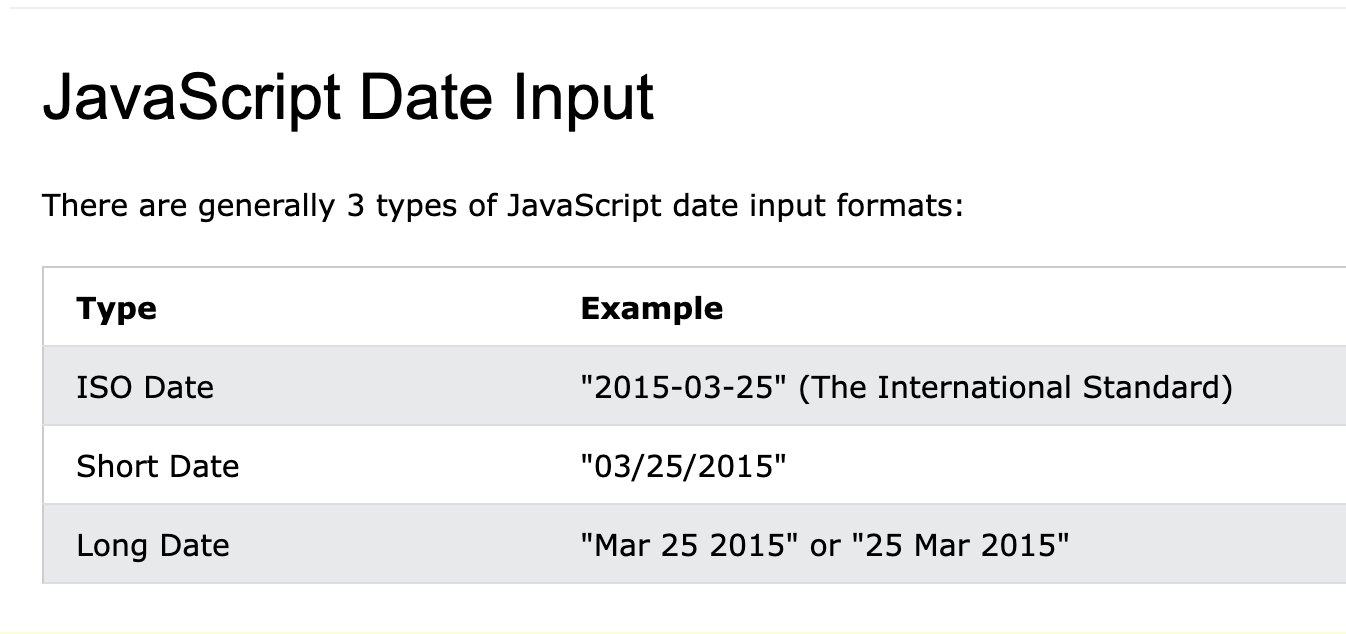 JavaScript Date Input
There are generally 3 types of JavaScript date input formats:
Type Example
ISO Date "2015-03-25" (The International Standard)
Short Date "03/25/2015"
Long Date "Mar 25 2015" or "25 Mar 2015"